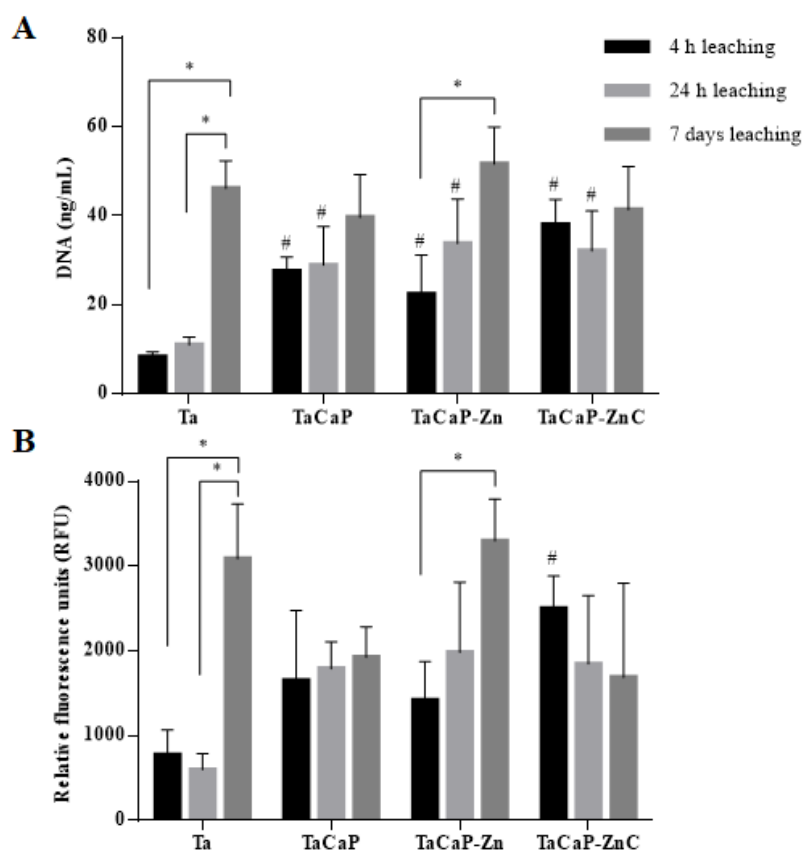 A
80
60
40
20
0
DNA (ng/mL)
4 h leaching
24 h leaching
7 days leaching
*
*
*
#
#
#
#
#
#
Ta
TaCaP
TaCaP-Zn
TaCaP-ZnC
B
4000
3000
2000
1000
0
Relative fluorescence units (RFU)
*
*
*
#
Ta
TaCaP
TaCaP-Zn
TaCaP-ZnC